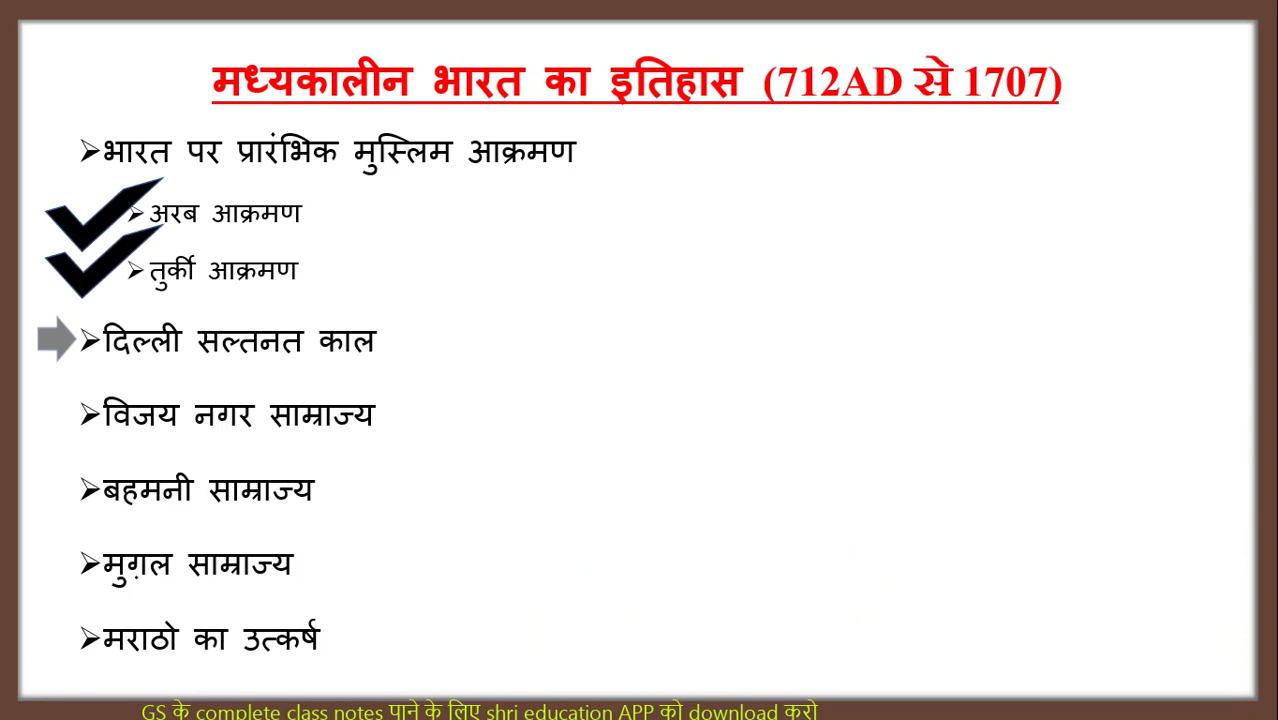 मध्यकालीन भारत का इतिहास (712AD से 1707)
भारत पर प्रारंभिक मुस्लिम आक्रमण
अरब आक्रमण
तुर्की आक्रमण
दिल्ली सल्तनत काल
विजय नगर साम्राज्य
बहमनी साम्राज्य
मुग़ल साम्राज्य
मराठो का उत्कर्ष
GS के complete class notes पाने के लिए shri education APP को download करो